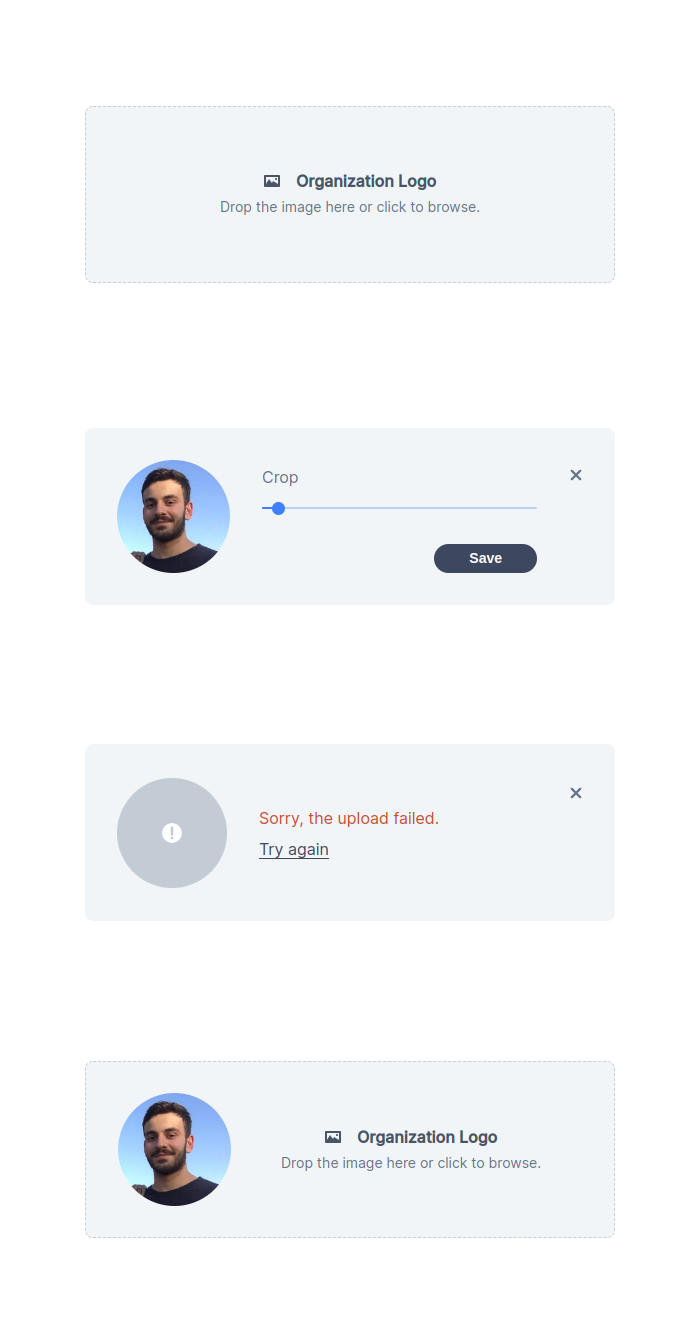 Organization Logo
Drop the image here or click to browse.
Crop
Save
Sorry, the upload failed.
Try again
Organization Logo
Drop the image here or click to browse.